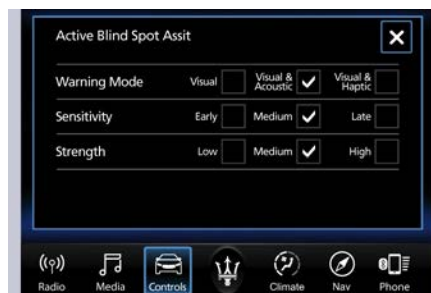 Active Blind Spot Assit
Warning Mode Visual Visual & Acoustic Visual & Haptic
Sensitivity Early Medium Late
Strength Low Medium High
Radio Media Controls Climate Nav Phone